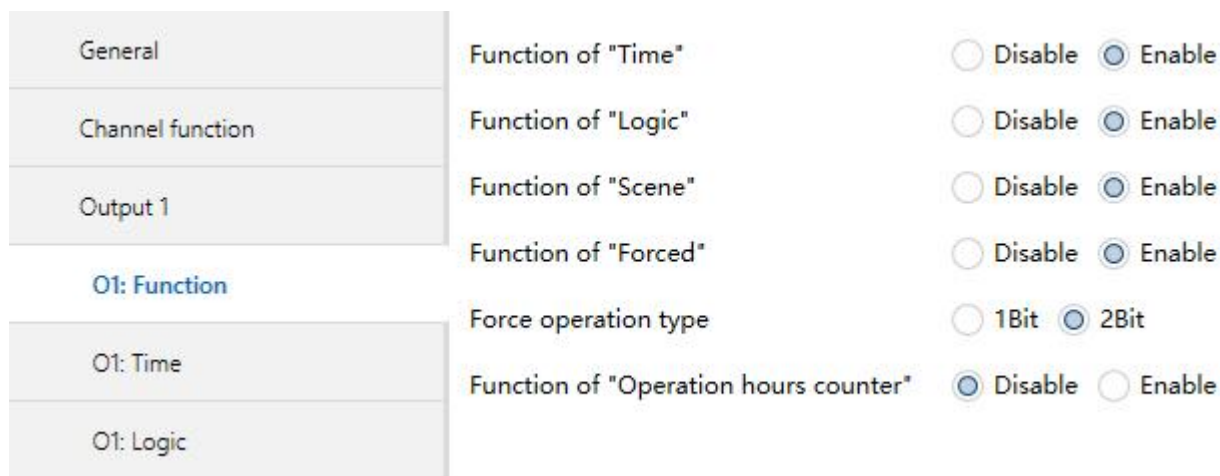 General
Channel function
Output 1
O1: Function
O1: Time
O1: Logic
Function of "Time" Disable Enable
Function of "Logic" Disable Enable
Function of "Scene" Disable Enable
Function of "Forced" Disable Enable
Force operation type 1Bit 2Bit
Function of "Operation hours counter" Disable Enable